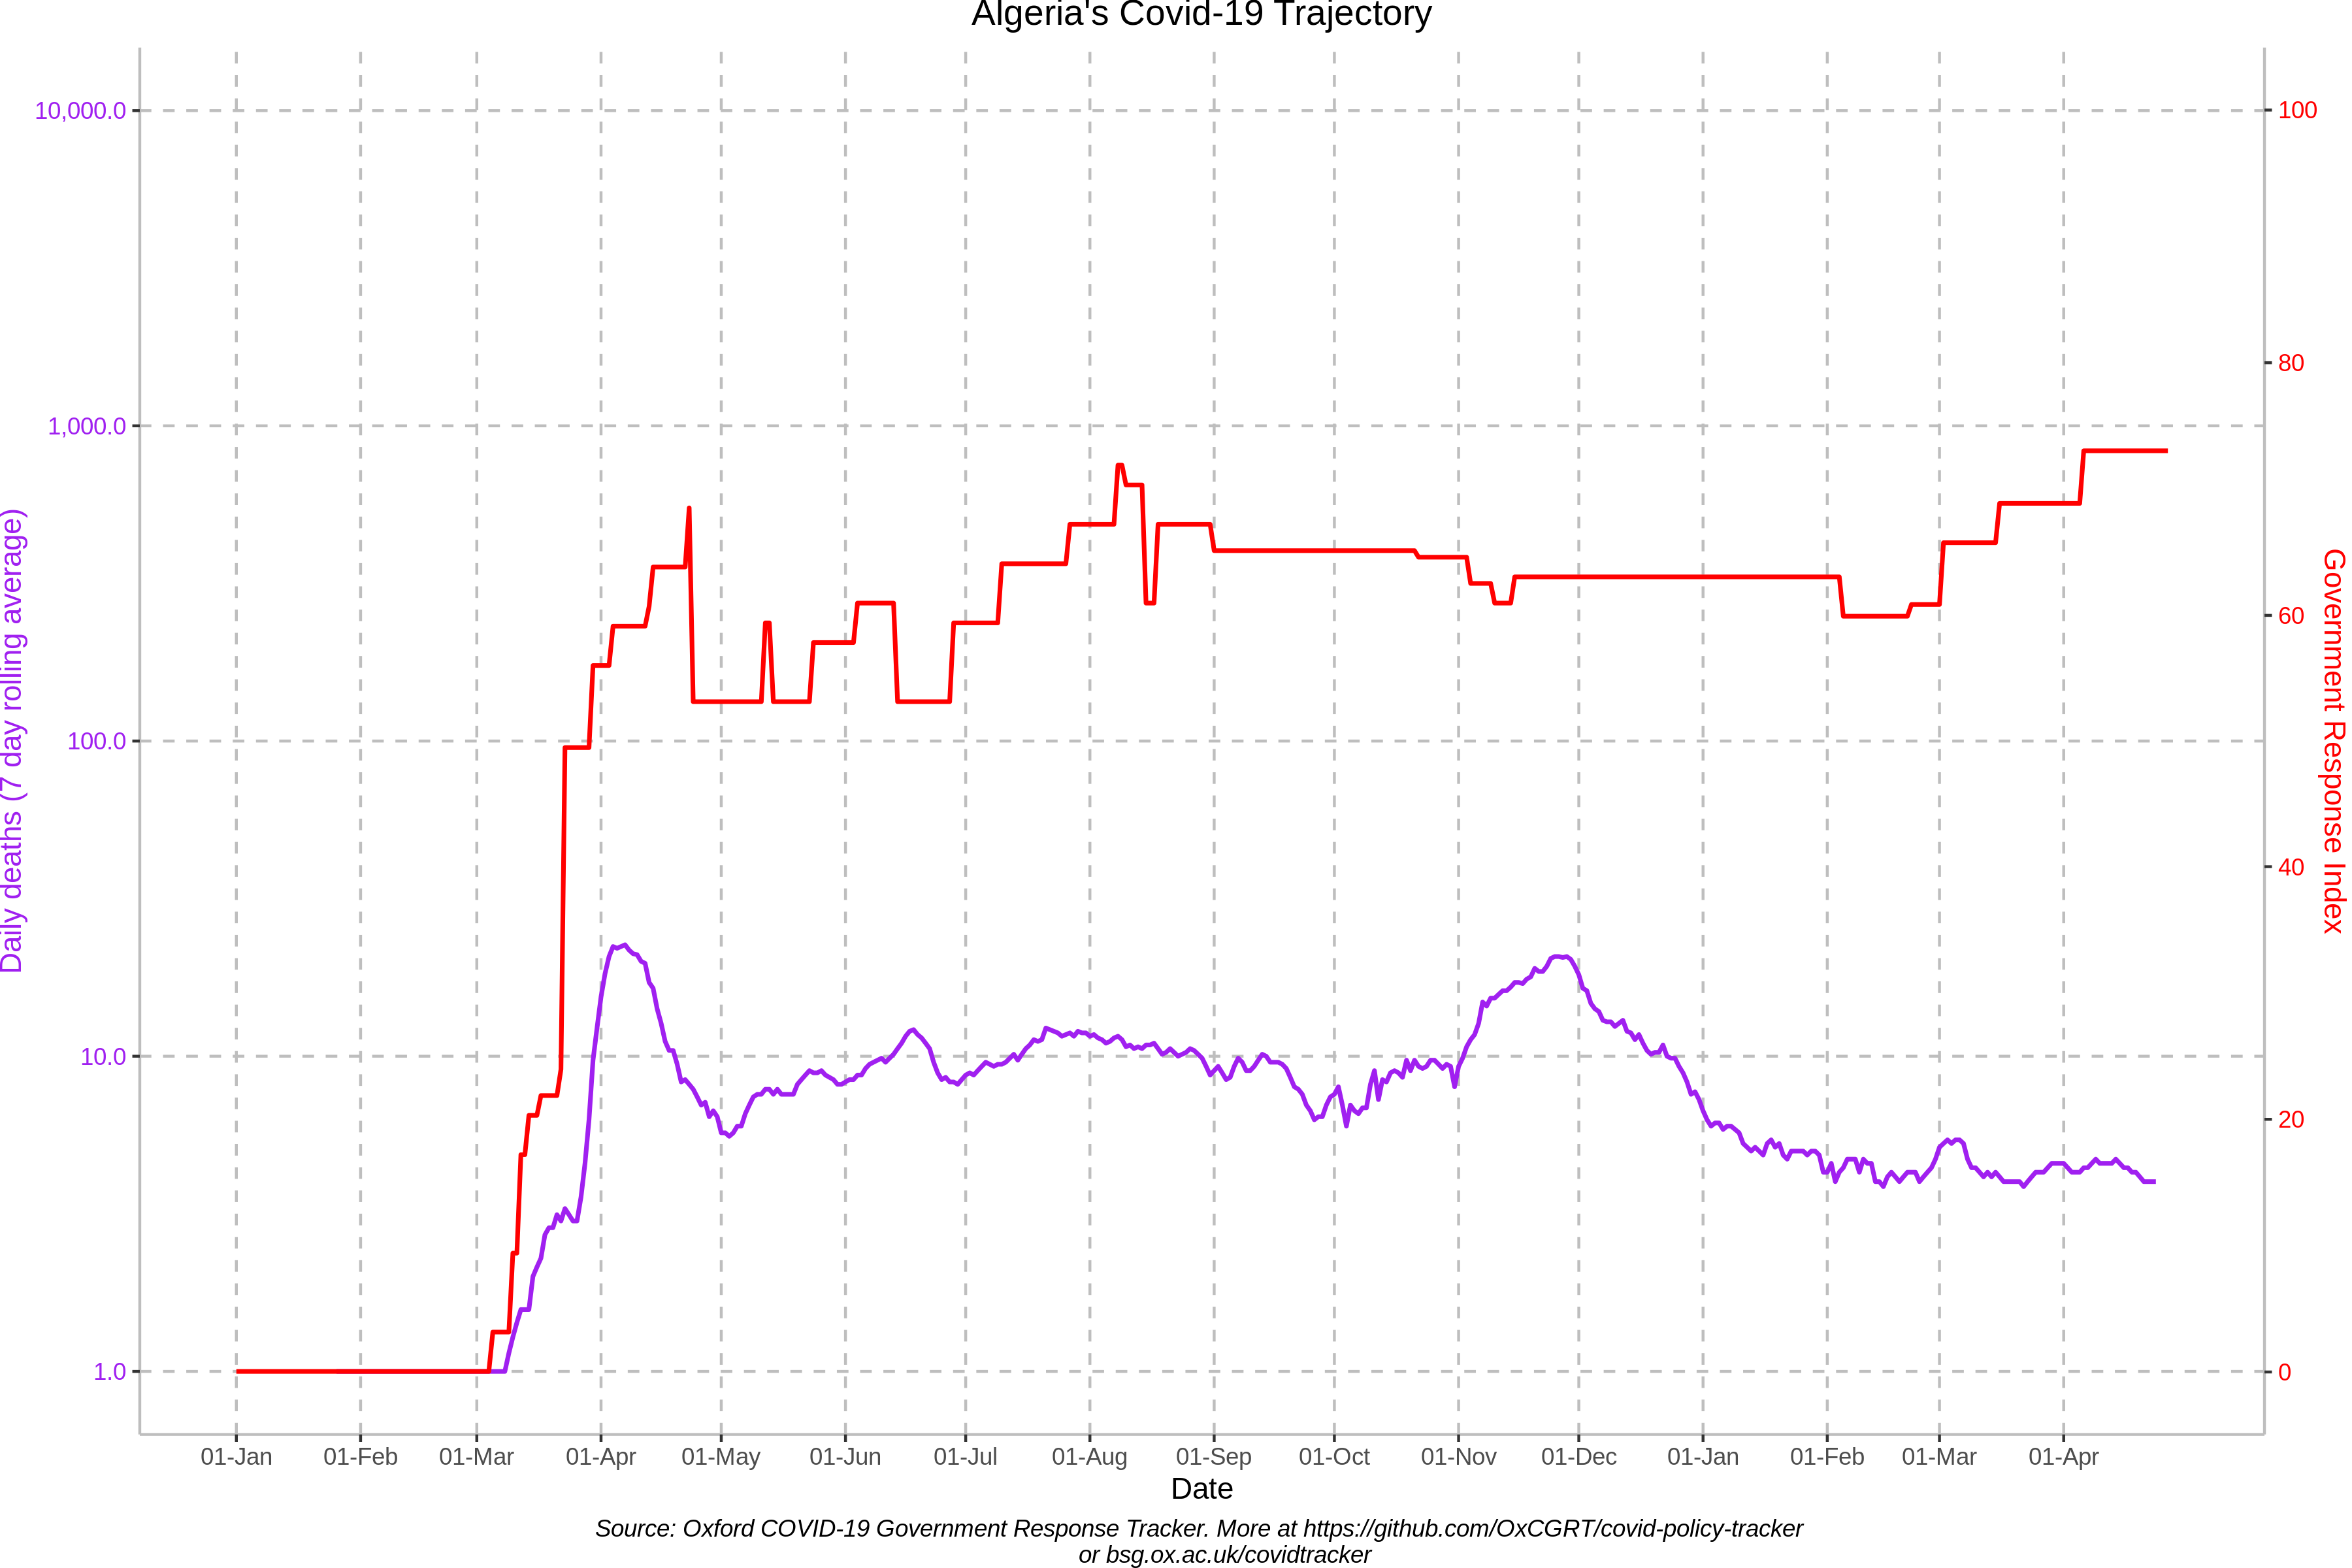 Algeria's Covid-19 Trajectory
10,000.0
1,000.0
100.0
10.0
1.0
Daily deaths (7 day rolling average)
100
80
60
40
20
0
Government Response Index
01-Jan 01-Feb 01-Mar 01-Apr 01-May 01-Jun 01-Jul 01-Aug 01-Sep 01-Oct 01-Nov 01-Dec 01-Jan 01-Feb 01-Mar 01-Apr
Date
Source: Oxford COVID-19 Government Response Tracker. More at https://github.com/OxCGRT/covid-policy-tracker
or bsg.ox.ac.uk/covidtracker